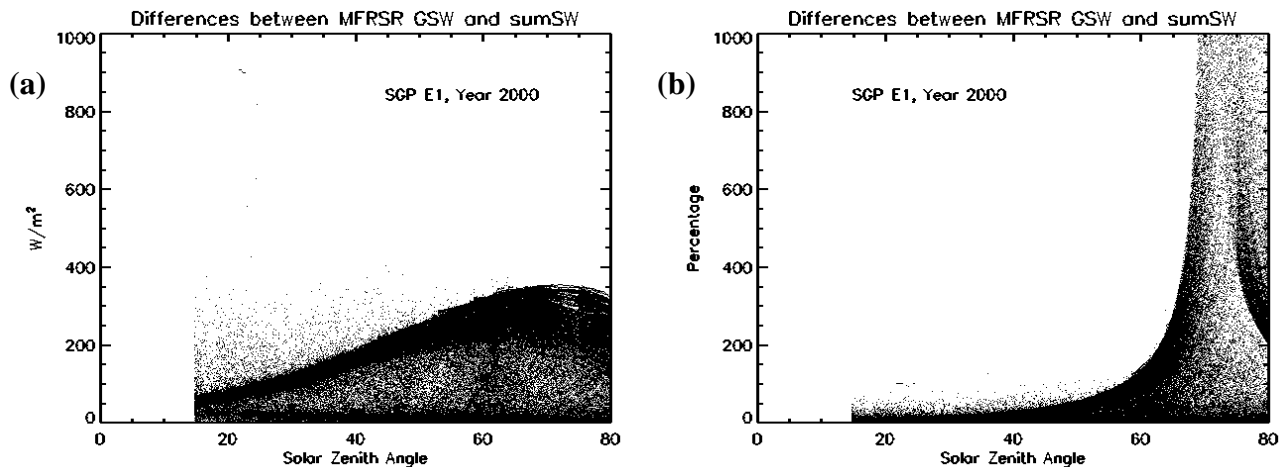 Differences between MFRSR GSW and sumSW
(a)
SGP E1, Year 2000
1000
800
600
400
200
0
W/m²
0 20 40 60 80
Solar Zenith Angle
Differences between MFRSR GSW and sumSW
(b)
SGP E1, Year 2000
1000
800
600
400
200
0
Percentage
0 20 40 60 80
Solar Zenith Angle